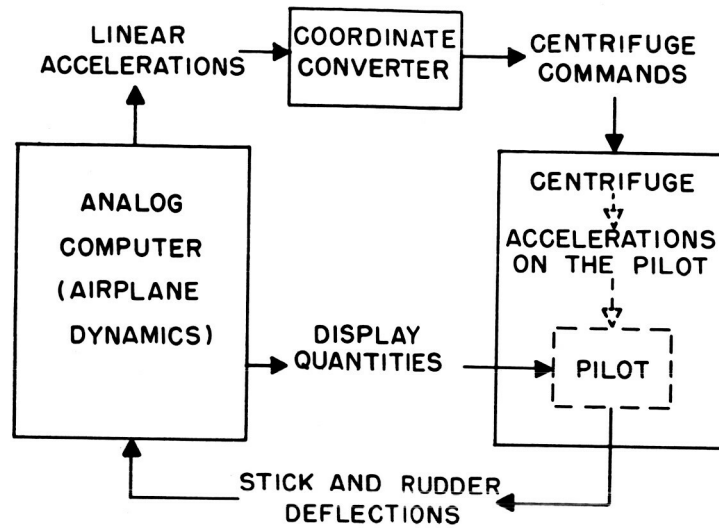 LINEAR
ACCELERATIONS
COORDINATE
CONVERTER
CENTRIFUGE
COMMANDS
ANALOG
COMPUTER
(AIRPLANE
DYNAMICS)
CENTRIFUGE
ACCELERATIONS
ON THE PILOT
DISPLAY
QUANTITIES
PILOT
STICK AND RUDDER
DEFLECTIONS